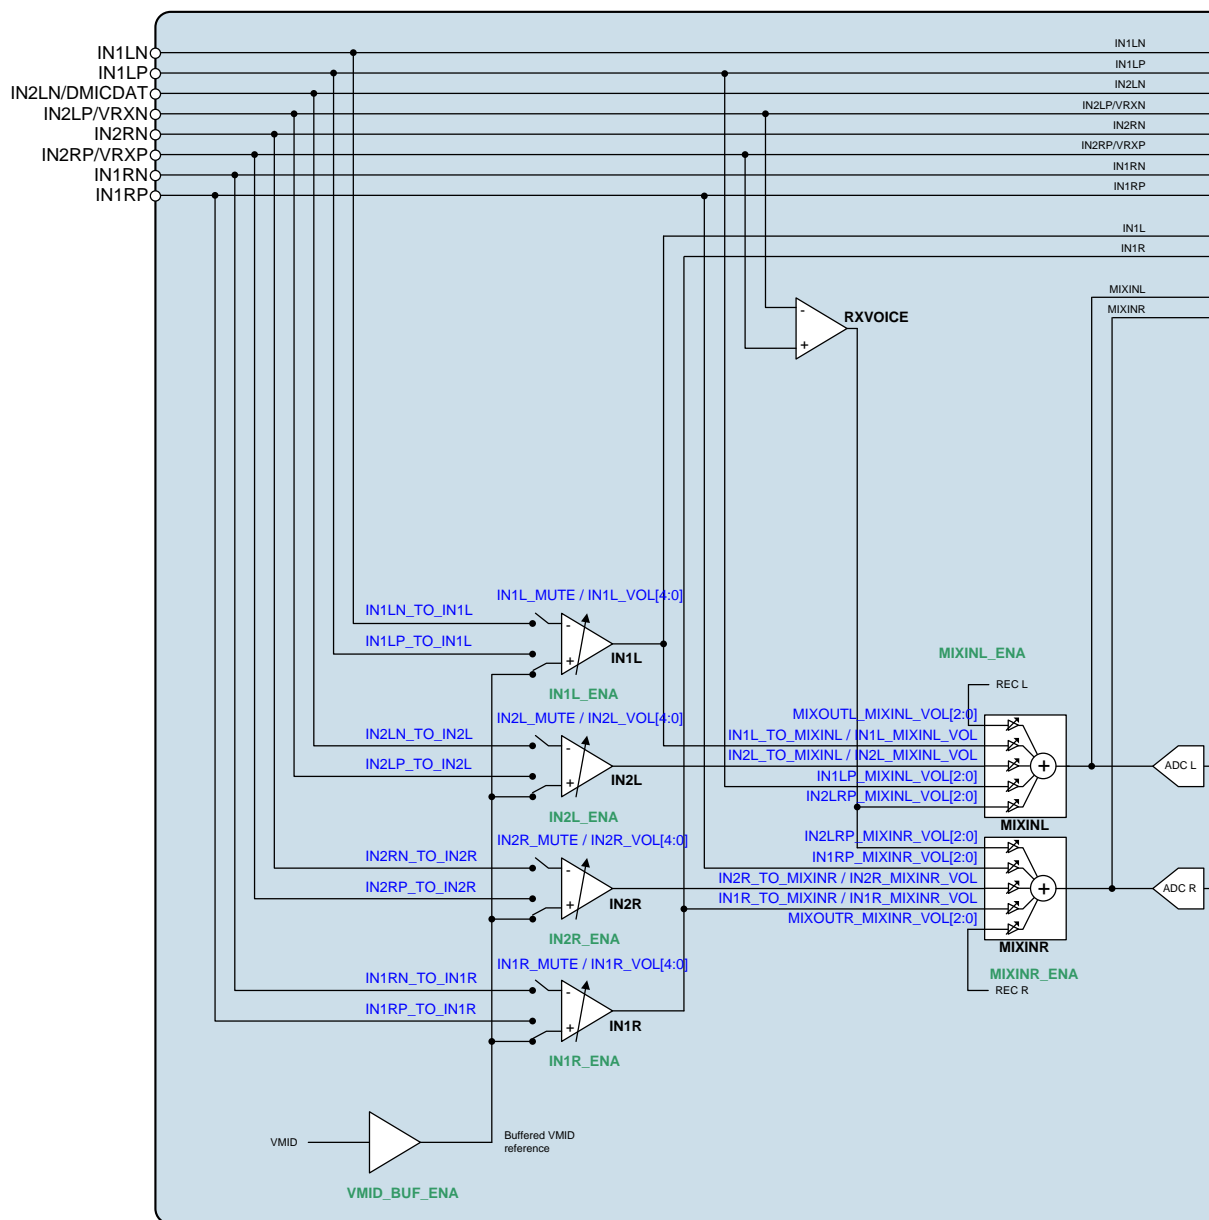 IN1LN
IN1LP
IN2LN/DMICDAT
IN2LP/VRXN
IN2RN
IN2RP/VRXP
IN1RN
IN1RP
IN1LN
IN1LP
IN2LN
IN2LP/VRXN
IN2RN
IN2RP/VRXP
IN1RN
IN1RP
IN1L
IN1R
MIXINL
MIXINR
-
+
RXVOICE
IN1L_MUTE / IN1L_VOL[4:0]
IN1LN_TO_IN1L
IN1LP_TO_IN1L
-
+
IN1L
IN1L_ENA
IN2L_MUTE / IN2L_VOL[4:0]
IN2LN_TO_IN2L
IN2LP_TO_IN2L
-
+
IN2L
IN2L_ENA
IN2R_MUTE / IN2R_VOL[4:0]
IN2RN_TO_IN2R
IN2RP_TO_IN2R
-
+
IN2R
IN2R_ENA
IN1R_MUTE / IN1R_VOL[4:0]
IN1RN_TO_IN1R
IN1RP_TO_IN1R
-
+
IN1R
IN1R_ENA
MIXINL_ENA
REC L
MIXOUTL_MIXINL_VOL[2:0]
IN1L_TO_MIXINL / IN1L_MIXINL_VOL
IN2L_TO_MIXINL / IN2L_MIXINL_VOL
IN1LP_MIXINL_VOL[2:0]
IN2LRP_MIXINL_VOL[2:0]
+
MIXINL
ADC L
IN2LRP_MIXINR_VOL[2:0]
IN1RP_MIXINR_VOL[2:0]
IN2R_TO_MIXINR / IN2R_MIXINR_VOL
IN1R_TO_MIXINR / IN1R_MIXINR_VOL
MIXOUTR_MIXINR_VOL[2:0]
+
MIXINR
ADC R
MIXINR_ENA
REC R
VMID
Buffered VMID
reference
VMID_BUF_ENA